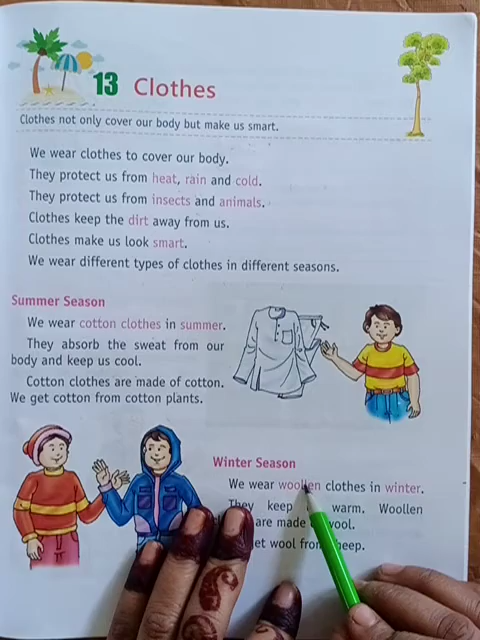 13 Clothes
Clothes not only cover our body but make us smart.
We wear clothes to cover our body.
They protect us from heat, rain and cold.
They protect us from insects and animals.
Clothes keep the dirt away from us.
Clothes make us look smart.
We wear different types of clothes in different seasons.
Summer Season
We wear cotton clothes in summer.
They absorb the sweat from our
body and keep us cool.
Cotton clothes are made of cotton.
We get cotton from cotton plants.
Winter Season
We wear woollen clothes in winter.
They keep warm. Woollen
are made wool.
wool from